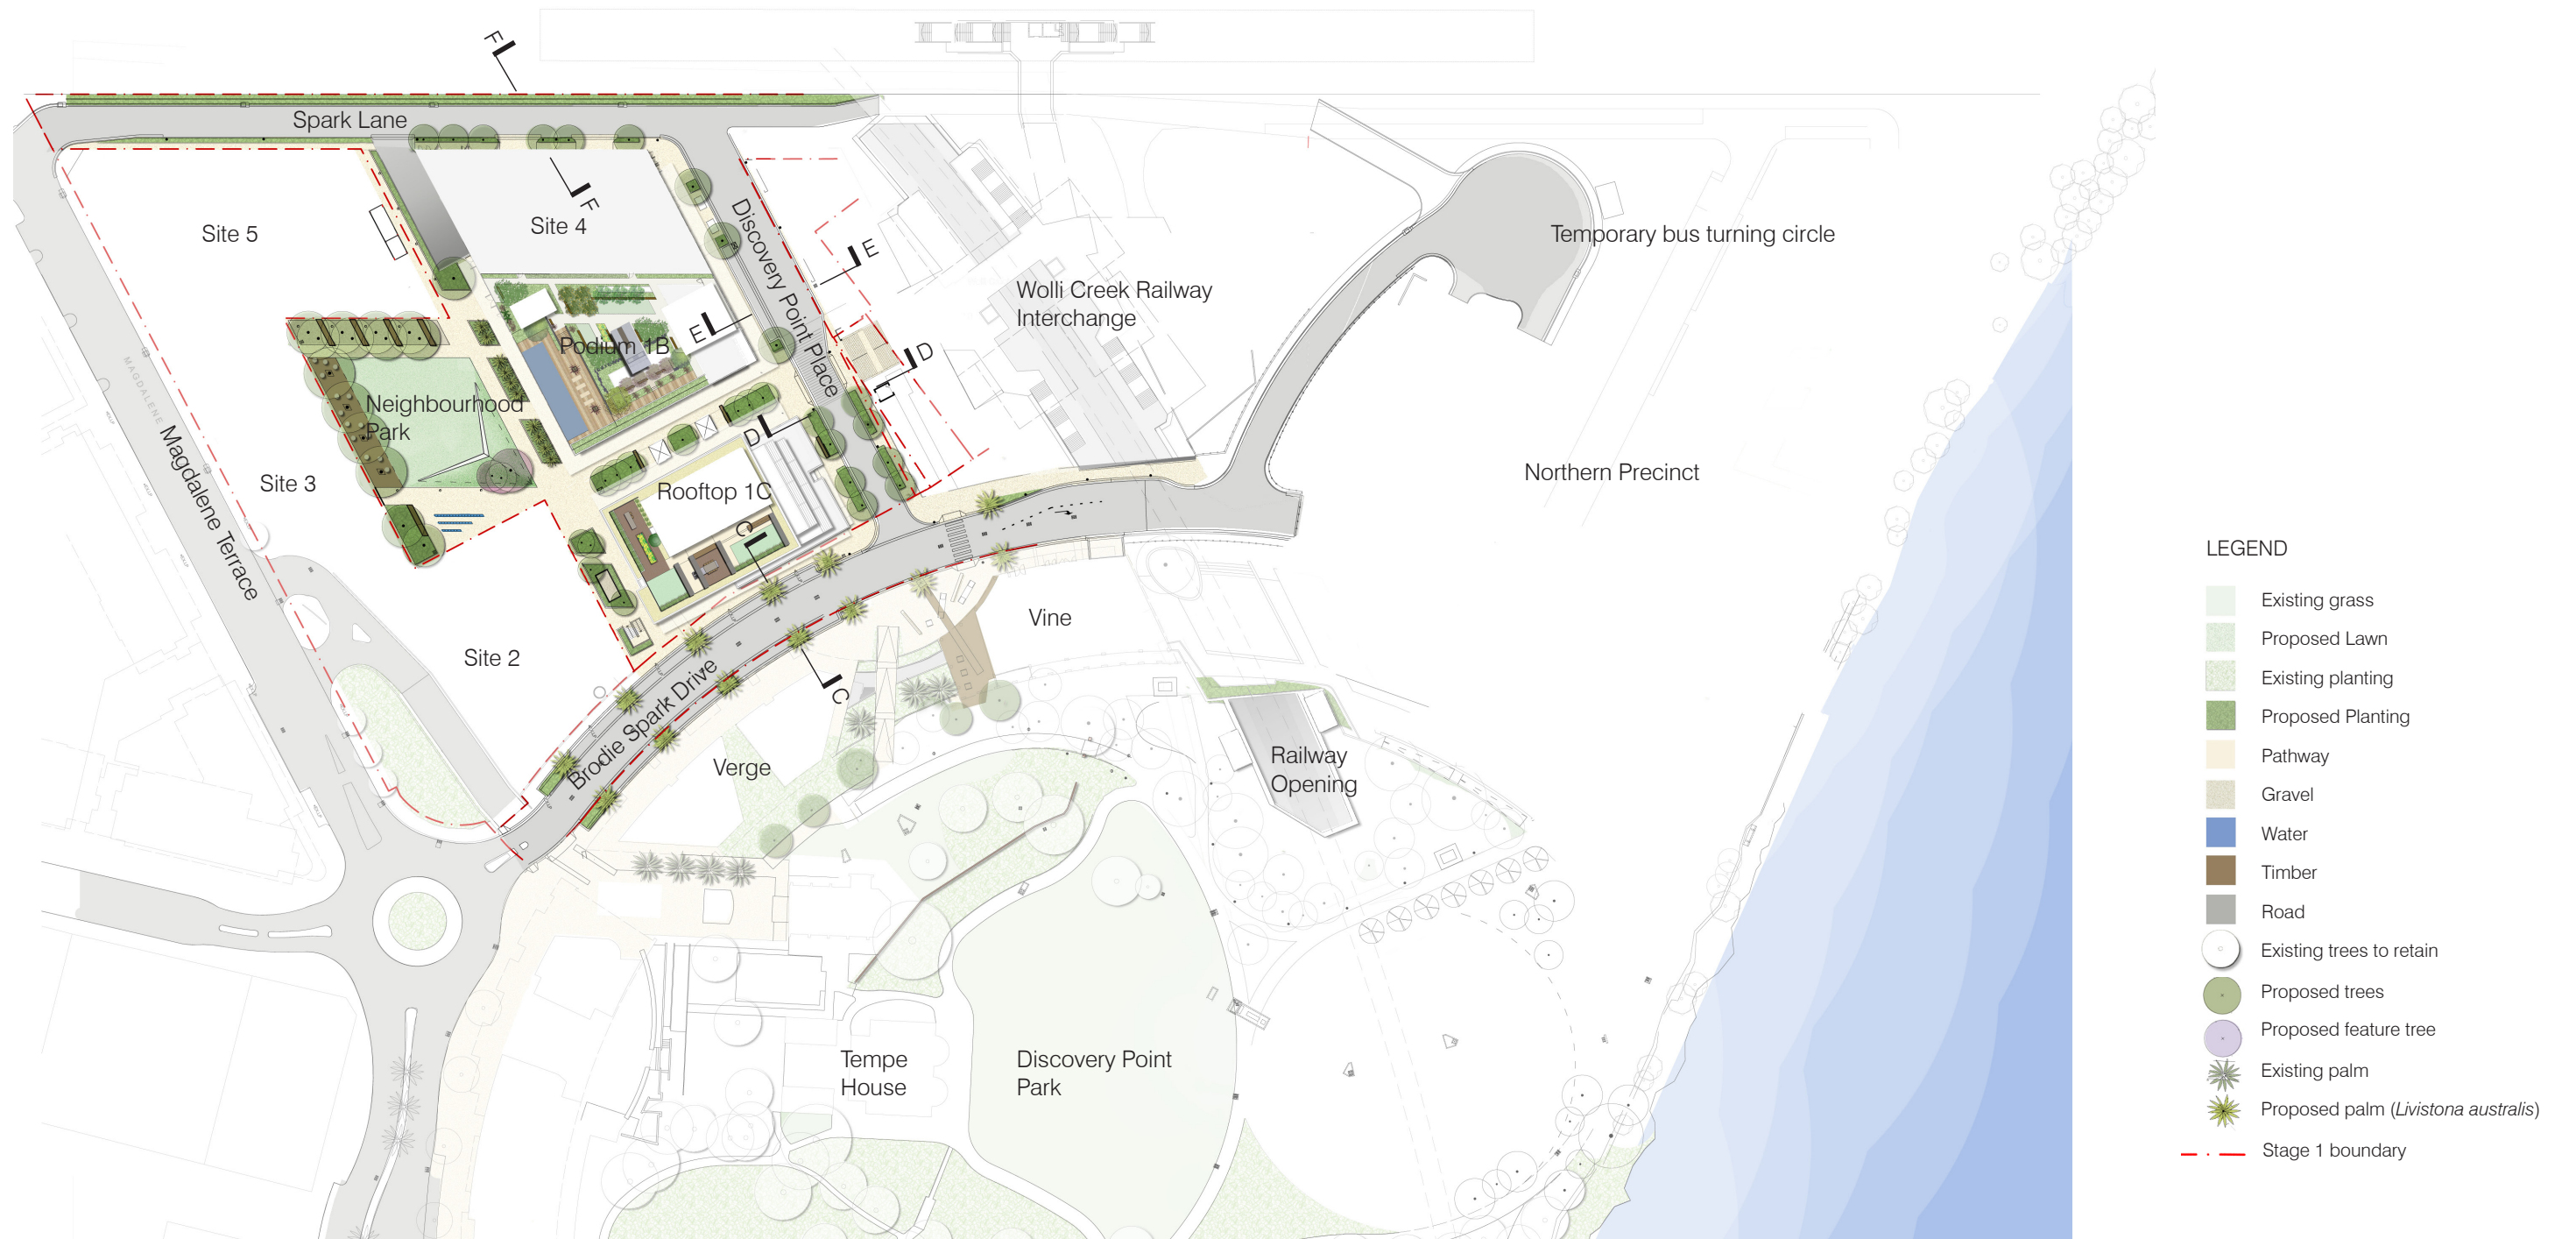 F
Spark Lane
Site 5
Site 4
F
Discovery Point Place
E
Temporary bus turning circle
Wolli Creek Railway
Interchange
E
Podium 1B
D
MAGDALENE
Neighbourhood
Park
Magdalene Terrace
D
Site 3
Rooftop 1C
Northern Precinct
C
LEGEND
Existing grass
Vine
Proposed Lawn
Site 2
Existing planting
C
Proposed Planting
Brodie Spark Drive
Verge
Railway
Opening
Pathway
Gravel
Water
Timber
Road
Existing trees to retain
Proposed trees
Proposed feature tree
Tempe
House
Discovery Point
Park
Existing palm
Proposed palm (Livistona australis)
Stage 1 boundary